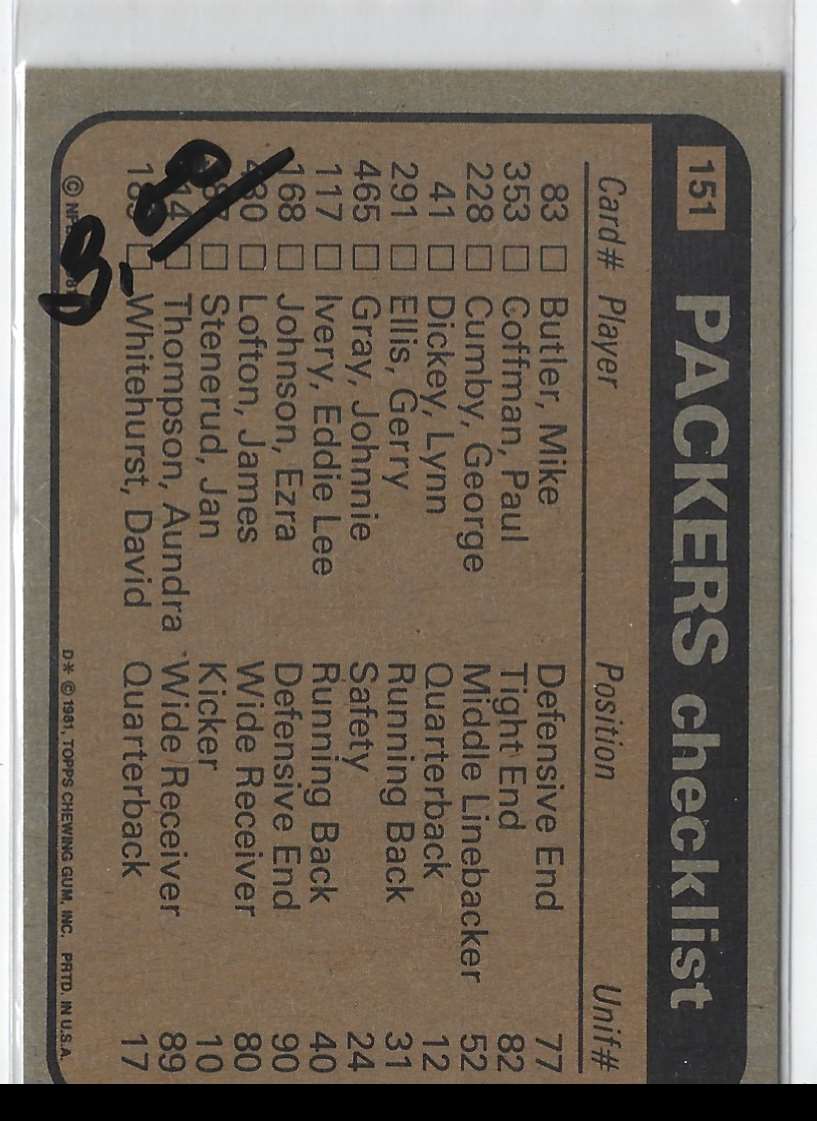 151 PACKERS checklist
Card# Player Position Unif#
83 Butler, Mike Defensive End 77
353 Coffman, Paul Tight End 82
228 Cumby, George Middle Linebacker 52
41 Dickey, Lynn Quarterback 12
291 Ellis, Gerry Running Back 31
465 Gray, Johnnie Safety 24
117 Ivery, Eddie Lee Running Back 40
168 Johnson, Ezra Defensive End 90
Lofton, James Wide Receiver 80
Stenerud, Jan Kicker 10
Thompson, Aundra Wide Receiver 89
Whitehurst, David Quarterback 17
D* © 1981, TOPPS CHEWING GUM, INC. PRTD. IN U.S.A.